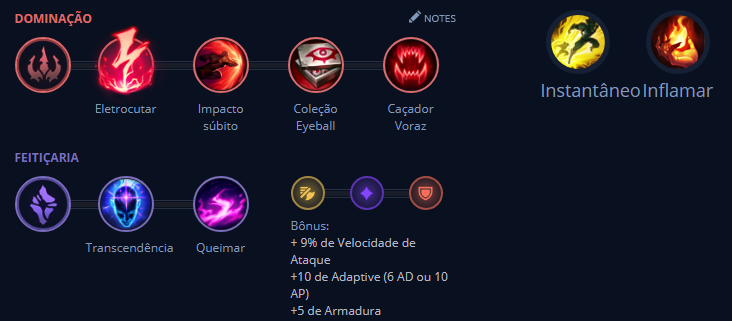 DOMINAÇÃO
NOTES
Eletrocutar
Impacto
súbito
Coleção
Eyeball
Caçador
Voraz
Instantâneo
Inflamar
FEITIÇARIA
Transcendência
Queimar
Bônus:
+ 9% de Velocidade de
Ataque
+10 de Adaptive (6 AD ou 10
AP)
+5 de Armadura